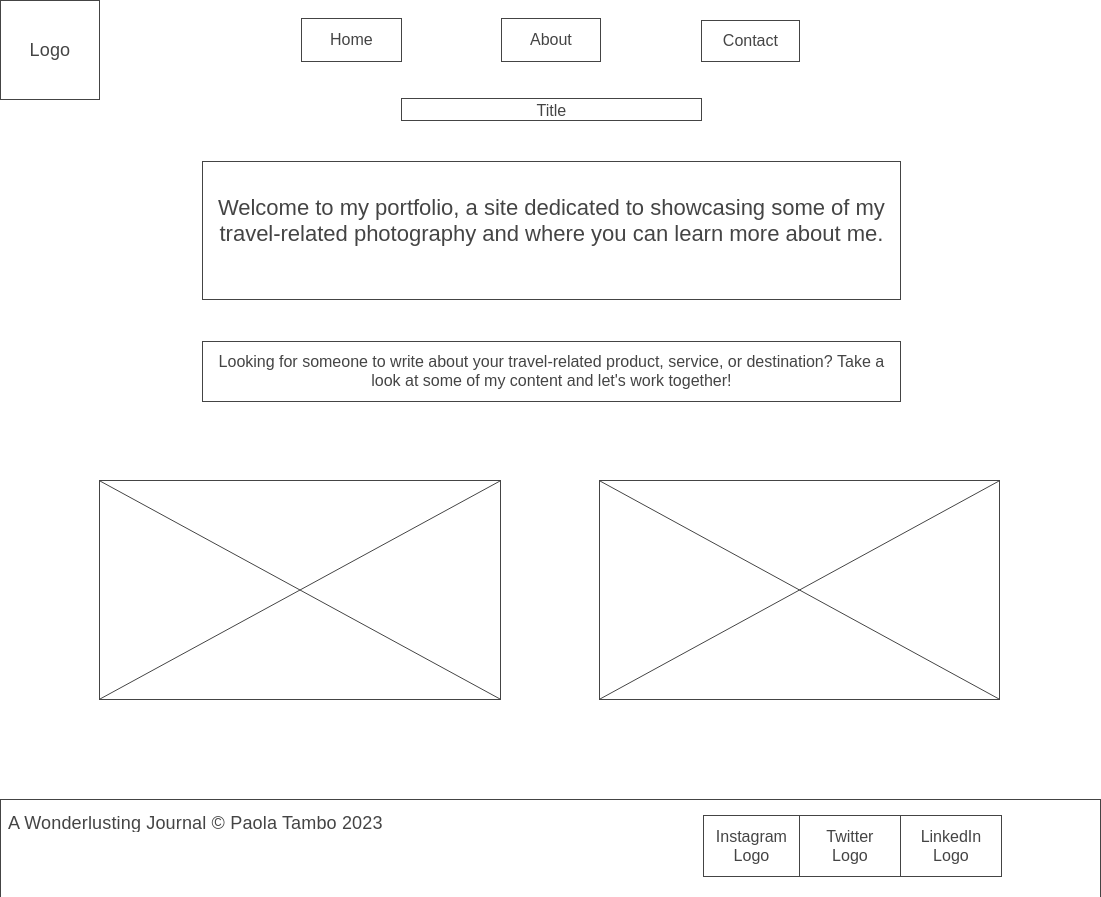 Logo
Home
About
Contact
Title
Welcome to my portfolio, a site dedicated to showcasing some of my
travel-related photography and where you can learn more about me.
Looking for someone to write about your travel-related product, service, or destination? Take a
look at some of my content and let's work together!
A Wonderlusting Journal © Paola Tambo 2023
Instagram
Logo
Twitter
Logo
LinkedIn
Logo